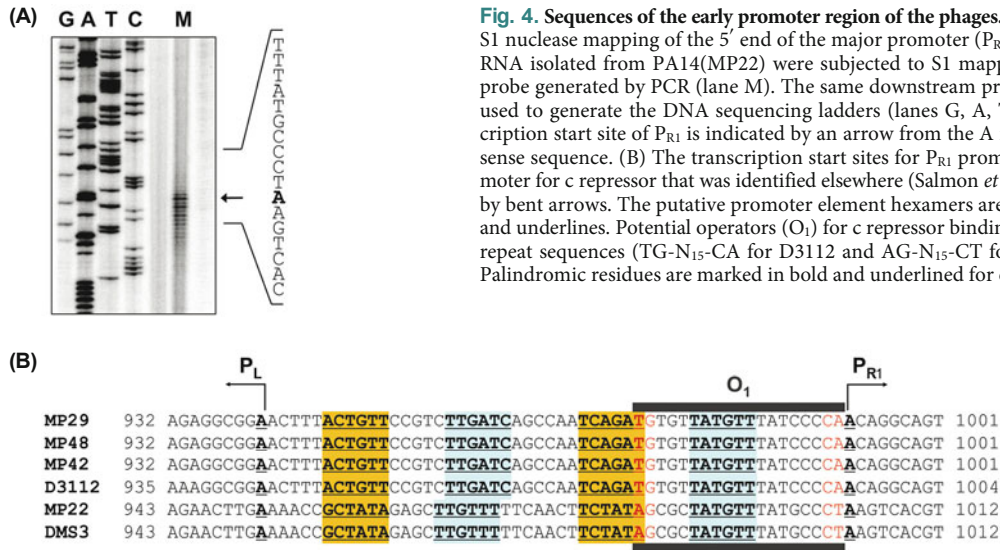 (A)
G A T C M
TTTTATGCCCTAAGTCAC
Fig. 4. Sequences of the early promoter region of the phages.
S1 nuclease mapping of the 5′ end of the major promoter (PR
RNA isolated from PA14(MP22) were subjected to S1 mapp
probe generated by PCR (lane M). The same downstream pr
used to generate the DNA sequencing ladders (lanes G, A, T
cription start site of PR1 is indicated by an arrow from the A
sense sequence. (B) The transcription start sites for PR1 prom
moter for c repressor that was identified elsewhere (Salmon et
by bent arrows. The putative promoter element hexamers are
and underlines. Potential operators (O1) for c repressor bindin
repeat sequences (TG-N15-CA for D3112 and AG-N15-CT fo
Palindromic residues are marked in bold and underlined for
(B)
PL O1 PR1
MP29 932 AGAGGCGGAACTTTACTGTTCCGTCTTGATCAGCCAATCAGATGTGTTATGTTTATCCCCAACAGGCAGT 1001
MP48 932 AGAGGCGGAACTTTACTGTTCCGTCTTGATCAGCCAATCAGATGTGTTATGTTTATCCCCAACAGGCAGT 1001
MP42 932 AGAGGCGGAACTTTACTGTTCCGTCTTGATCAGCCAATCAGATGTGTTATGTTTATCCCCAACAGGCAGT 1001
D3112 935 AAAGGCGGAACTTTACTGTTCCGTCTTGATCAGCCAATCAGATGTGTTATGTTTATCCCCAACAGGCAGT 1004
MP22 943 AGAACTTGAAAACCGCTATAGAGCTTGTTTTTCAACTTCTATAGCGCTATGTTTATGCCCTAAGTCACGT 1012
DMS3 943 AGAACTTGAAAACCGCTATAGAGCTTGTTTTTCAACTTCTATAGCGCTATGTTTATGCCCTAAGTCACGT 1012